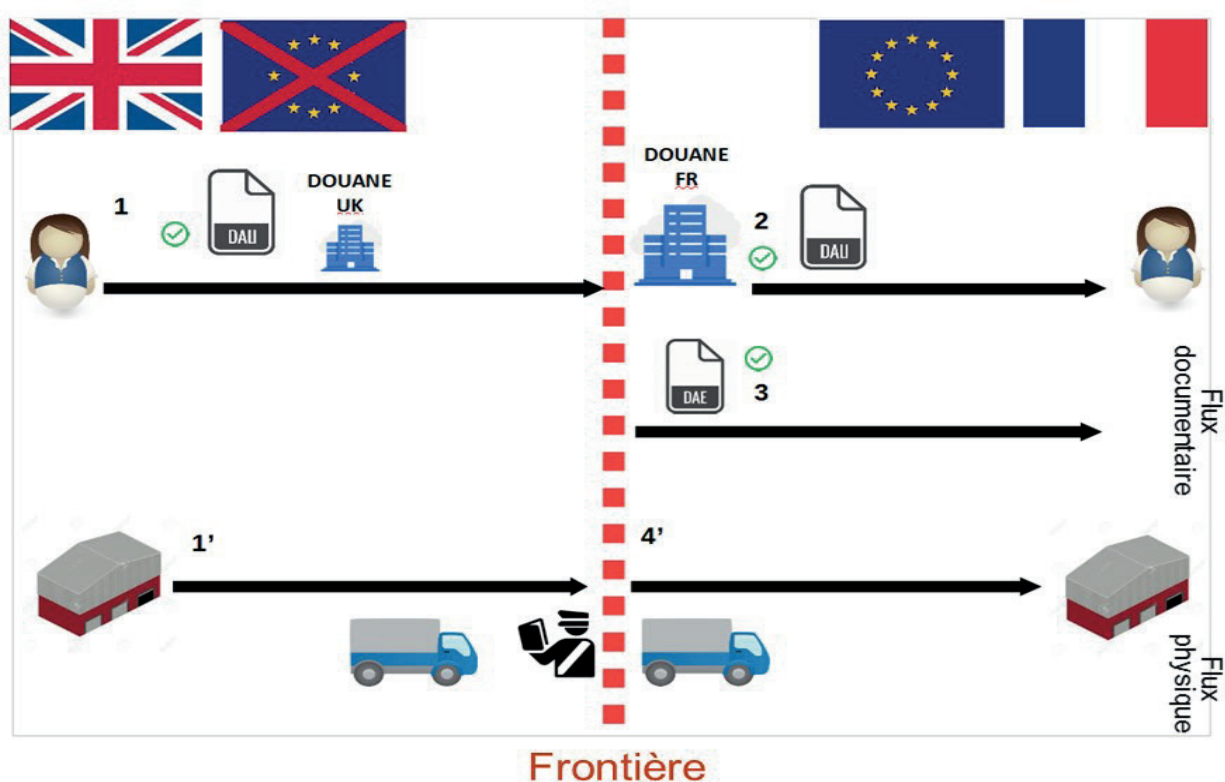 DOUANE
UK
1
DAU
DOUANE
FR
2
DAU
DAE
3
Flux
documentaire
1'
4'
Flux
physique
Frontière